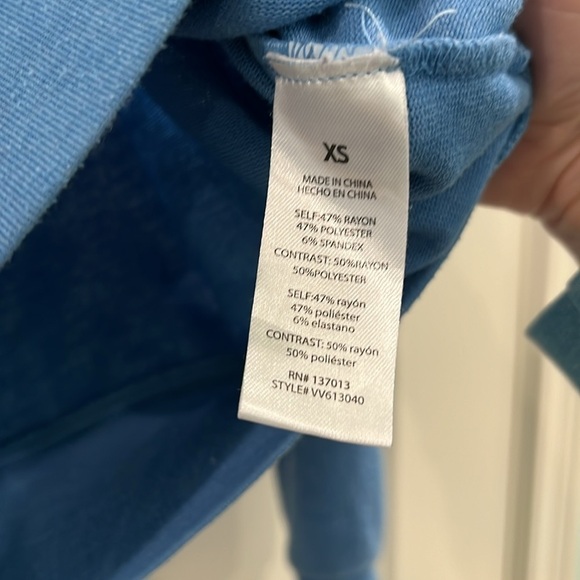 XS
MADE IN CHINA
HECHO EN CHINA
SELF:47% RAYON
47% POLYESTER
6% SPANDEX
CONTRAST: 50%RAYON
50%POLYESTER
SELF:47% rayón
47% poliéster
6% elastano
CONTRAST: 50% rayón
50% poliéster
RN# 137013
STYLE# VV613040